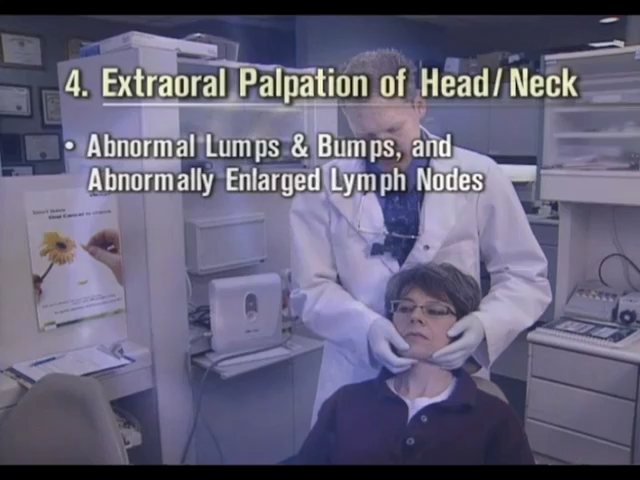 4. Extraoral Palpation of Head/Neck
• Abnormal Lumps & Bumps, and
Abnormally Enlarged Lymph Nodes